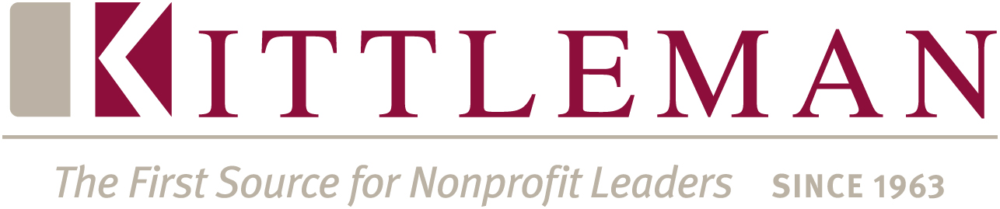 KITTLEMAN
The First Source for Nonprofit Leaders SINCE 1963